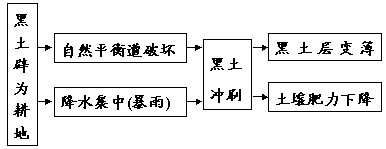 黑土辟为耕地
自然平衡道破坏
降水集中(暴雨)
黑土
冲刷
黑土层变薄
土壤肥力下降